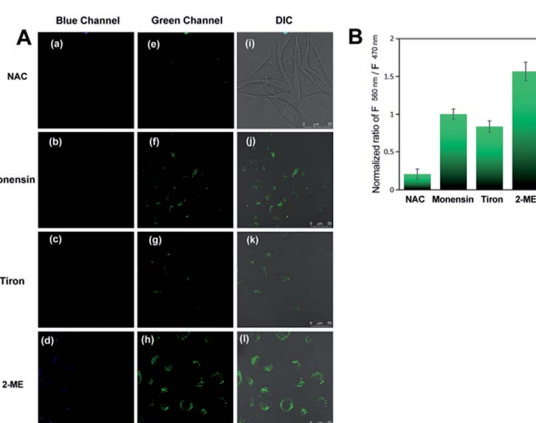 Blue Channel Green Channel DIC
A
(a) (e) (i)
NAC
(b) (f) (j)
onensin
(c) (g) (k)
Tiron
(d) (h) (l)
2-ME
B
Normalized ratio of F 560 nm / F 470 nm
2
1.5
1
0.5
0
NAC Monensin Tiron 2-ME